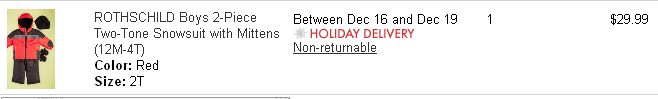 ROTHSCHILD Boys 2-Piece
Two-Tone Snowsuit with Mittens
(12M-4T)
Color: Red
Size: 2T
Between Dec 16 and Dec 19
HOLIDAY DELIVERY
Non-returnable
1
$29.99